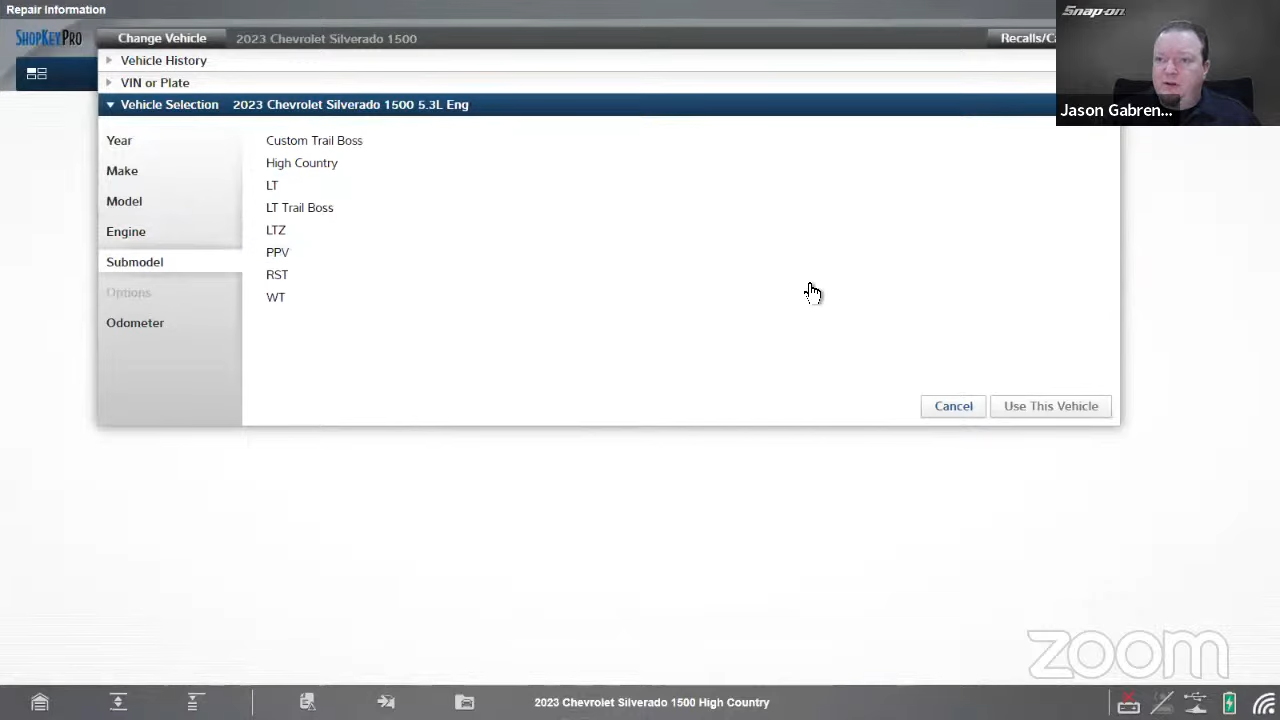 Repair Information
ShopKeyPro
Change Vehicle
2023 Chevrolet Silverado 1500
Recalls/Ca
Snap-on
Vehicle History
VIN or Plate
Vehicle Selection 2023 Chevrolet Silverado 1500 5.3L Eng
Jason Gabren...
Year
Make
Model
Engine
Submodel
Options
Odometer
Custom Trail Boss
High Country
LT
LT Trail Boss
LTZ
PPV
RST
WT
Cancel
Use This Vehicle
zoom
2023 Chevrolet Silverado 1500 High Country